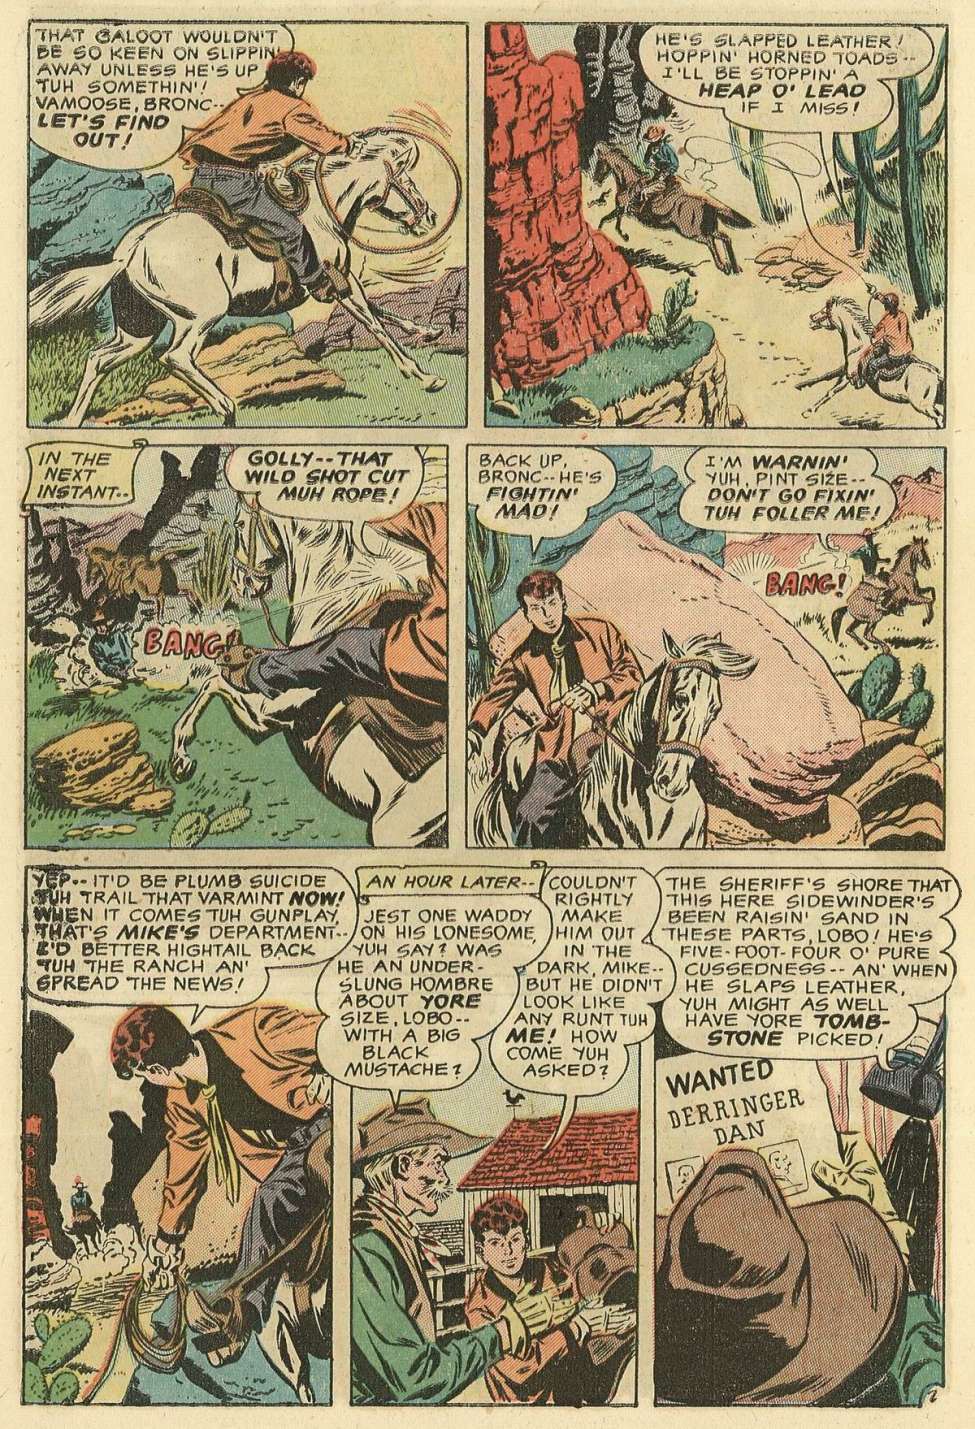 THAT GALOOT WOULDN'T
BE SO KEEN ON SLIPPIN'
AWAY UNLESS HE'S UP
TUH SOMETHIN'!
VAMOOSE, BRONC--
LET'S FIND
OUT!
HE'S SLAPPED LEATHER!
HOPPIN' HORNED TOADS--
I'LL BE STOPPIN' A
HEAP O' LEAD
IF I MISS!
IN THE
NEXT
INSTANT--
GOLLY--THAT
WILD SHOT CUT
MUH ROPE!
BANG!
BACK UP,
BRONC--HE'S
FIGHTIN'
MAD!
I'M WARNIN'
YUH, PINT SIZE--
DON'T GO FIXIN'
TUH FOLLER ME!
BANG!
YEP--IT'D BE PLUMB SUICIDE
TUH TRAIL THAT VARMINT NOW!
WHEN IT COMES TUH GUNPLAY,
THAT'S MIKE'S DEPARTMENT--
I'D BETTER HIGHTAIL BACK
TUH THE RANCH AN'
SPREAD THE NEWS!
AN HOUR LATER--
JEST ONE WADDY
ON HIS LONESOME,
YUH SAY? WAS
HE AN UNDER-
SLUNG HOMBRE
ABOUT YORE
SIZE, LOBO--
WITH A BIG
BLACK
MUSTACHE?
COULDN'T
RIGHTLY
MAKE
HIM OUT
IN THE
DARK, MIKE--
BUT HE DIDN'T
LOOK LIKE
ANY RUNT TUH
ME! HOW
COME YUH
ASKED?
THE SHERIFF'S SHORE THAT
THIS HERE SIDEWINDER'S
BEEN RAISIN' SAND IN
THESE PARTS, LOBO! HE'S
FIVE-FOOT-FOUR O' PURE
CUSSEDNESS--AN' WHEN
HE SLAPS LEATHER,
YUH MIGHT AS WELL
HAVE YORE TOMB-
STONE PICKED!
WANTED
DERRINGER
DAN
2